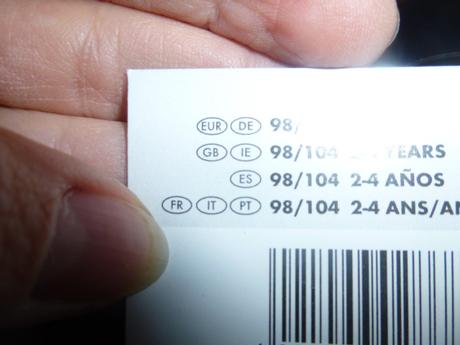 EUR DE 98/
GB IE 98/104 YEARS
ES 98/104 2-4 AÑOS
FR IT PT 98/104 2-4 ANS/AN